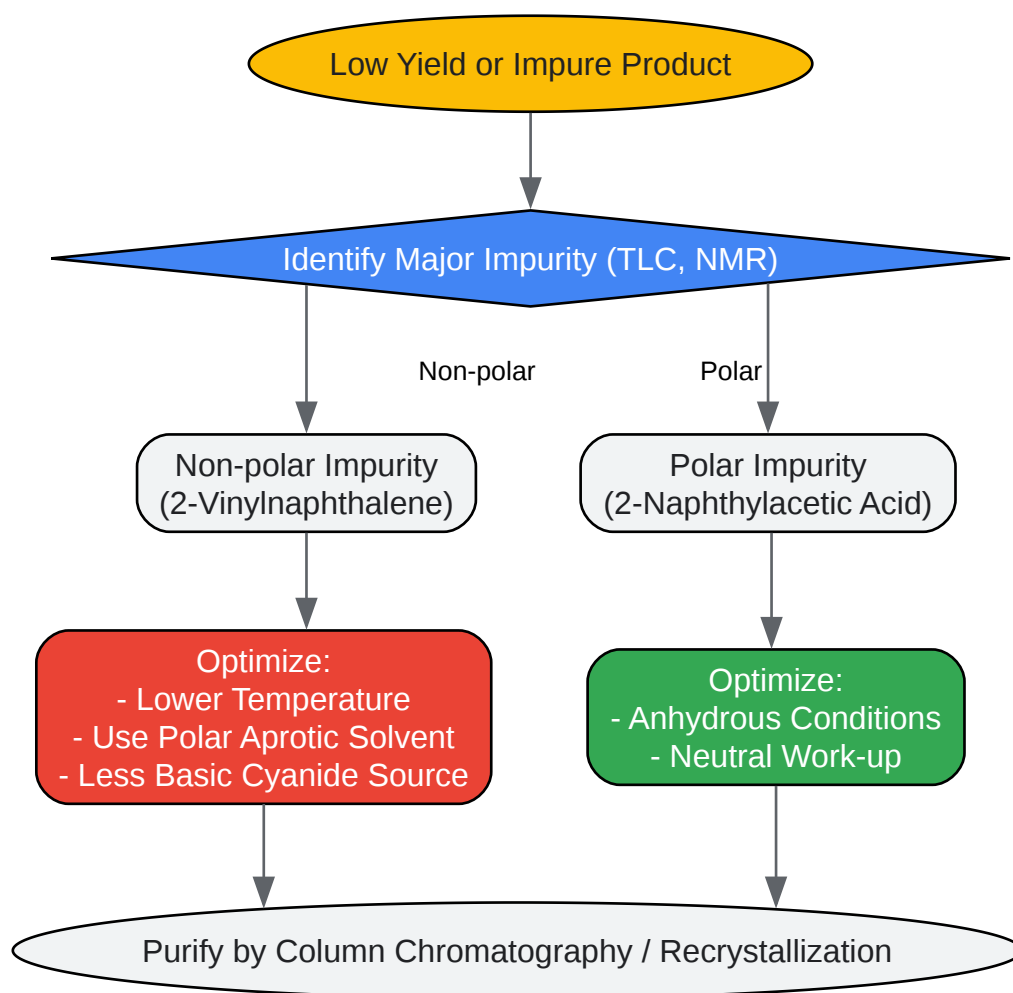 Low Yield or Impure Product
Identify Major Impurity (TLC, NMR)
Non-polar
Polar
Non-polar Impurity
(2-Vinylnaphthalene)
Polar Impurity
(2-Naphthylacetic Acid)
Optimize:
- Lower Temperature
- Use Polar Aprotic Solvent
- Less Basic Cyanide Source
Optimize:
- Anhydrous Conditions
- Neutral Work-up
Purify by Column Chromatography / Recrystallization